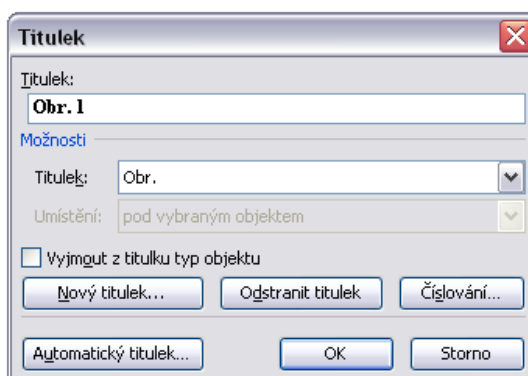 Titulek
Titulek:
Obr. 1
Možnosti
Titulek: Obr.
Umístění: pod vybraným objektem
Vyjmout z titulku typ objektu
Nový titulek... Odstranit titulek Číslování...
Automatický titulek... OK Storno